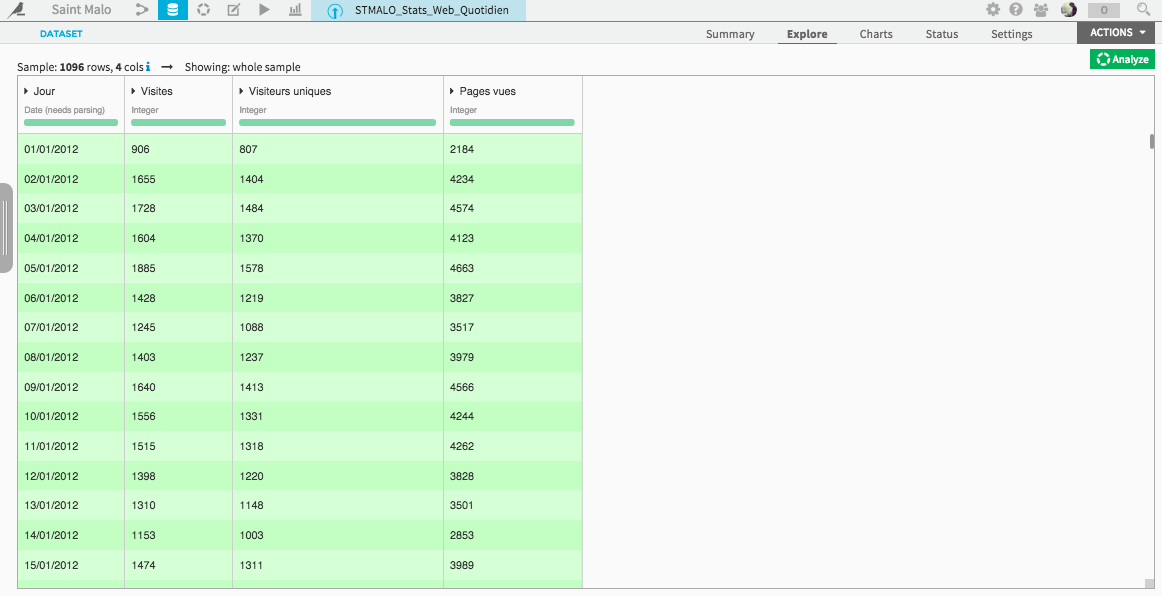 Saint Malo STMALO_Stats_Web_Quotidien 0
DATASET Summary Explore Charts Status Settings ACTIONS
Analyze
Sample: 1096 rows, 4 cols i → Showing: whole sample
Jour Visites Visiteurs uniques Pages vues
Date (needs parsing) Integer Integer Integer
01/01/2012 906 807 2184
02/01/2012 1655 1404 4234
03/01/2012 1728 1484 4574
04/01/2012 1604 1370 4123
05/01/2012 1885 1578 4663
06/01/2012 1428 1219 3827
07/01/2012 1245 1088 3517
08/01/2012 1403 1237 3979
09/01/2012 1640 1413 4566
10/01/2012 1556 1331 4244
11/01/2012 1515 1318 4262
12/01/2012 1398 1220 3828
13/01/2012 1310 1148 3501
14/01/2012 1153 1003 2853
15/01/2012 1474 1311 3989